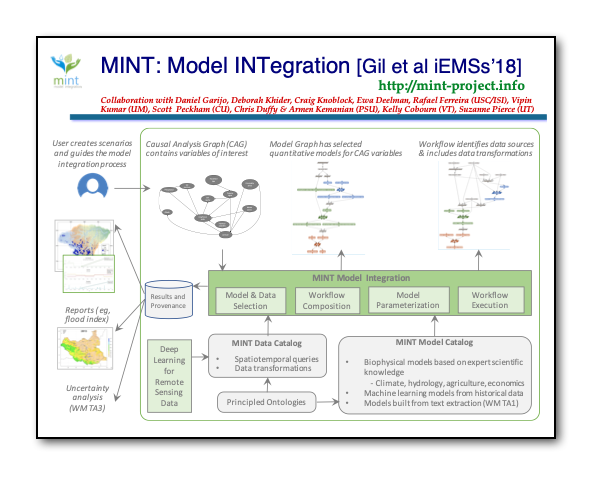 mint
MINT: Model INTegration [Gil et al iEMSs'18]
http://mint-project.info
Collaboration with Daniel Garijo, Deborah Khider, Craig Knoblock, Ewa Deelman, Rafael Ferreira (USC/ISI), Vipin
Kumar (UM), Scott Peckham (CU), Chris Duffy & Armen Kemanian (PSU), Kelly Cobourn (VT), Suzanne Pierce (UT)
User creates scenarios
and guides the model
integration process
Causal Analysis Graph (CAG)
contains variables of interest
Model Graph has selected
quantitative models for CAG variables
Workflow identifies data sources
& includes data transformations
MINT Model Integration
Model & Data
Selection
Workflow
Composition
Model
Parameterization
Workflow
Execution
Results and
Provenance
Reports (eg,
flood index)
Uncertainty
analysis
(WM TA3)
Deep
Learning
for
Remote
Sensing
Data
MINT Data Catalog
• Spatiotemporal queries
• Data transformations
Principled Ontologies
MINT Model Catalog
• Biophysical models based on expert scientific
knowledge
- Climate, hydrology, agriculture, economics
• Machine learning models from historical data
• Models built from text extraction (WM TA1)